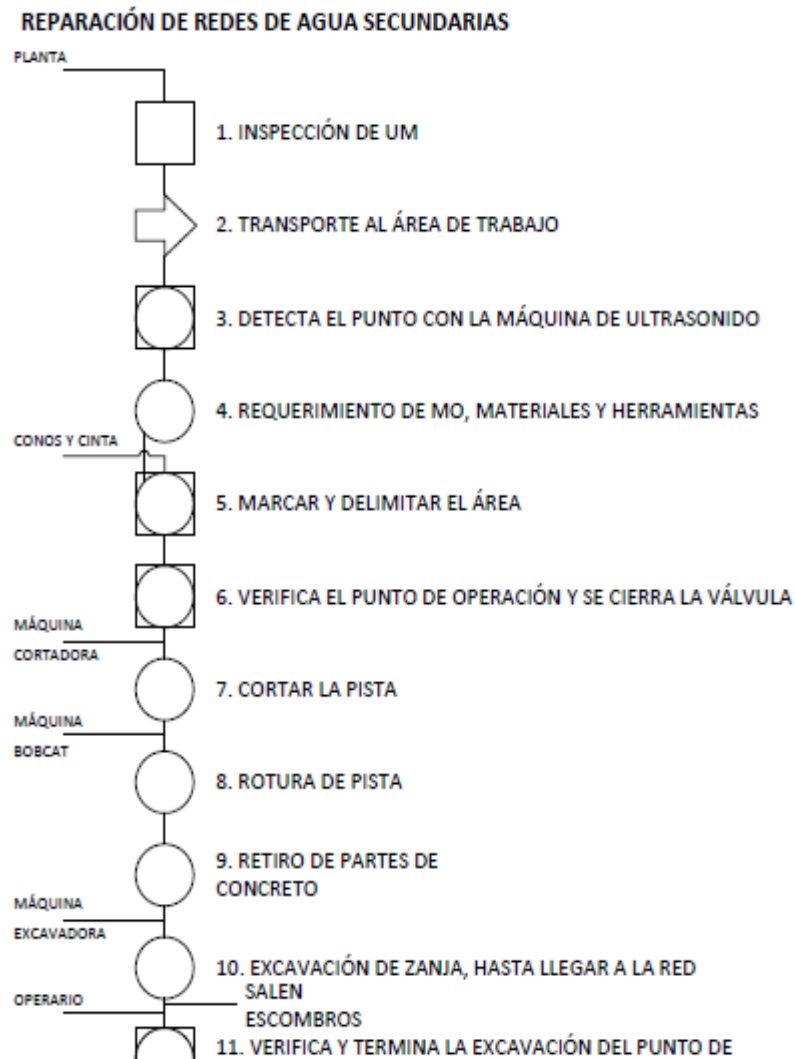 REPARACIÓN DE REDES DE AGUA SECUNDARIAS
PLANTA
1. INSPECCIÓN DE UM
2. TRANSPORTE AL ÁREA DE TRABAJO
3. DETECTA EL PUNTO CON LA MÁQUINA DE ULTRASONIDO
4. REQUERIMIENTO DE MO, MATERIALES Y HERRAMIENTAS
CONOS Y CINTA
5. MARCAR Y DELIMITAR EL ÁREA
6. VERIFICA EL PUNTO DE OPERACIÓN Y SE CIERRA LA VÁLVULA
MÁQUINA
CORTADORA
7. CORTAR LA PISTA
MÁQUINA
BOBCAT
8. ROTURA DE PISTA
9. RETIRO DE PARTES DE
CONCRETO
MÁQUINA
EXCAVADORA
10. EXCAVACIÓN DE ZANJA, HASTA LLEGAR A LA RED
OPERARIO
SALEN
ESCOMBROS
11. VERIFICA Y TERMINA LA EXCAVACIÓN DEL PUNTO DE